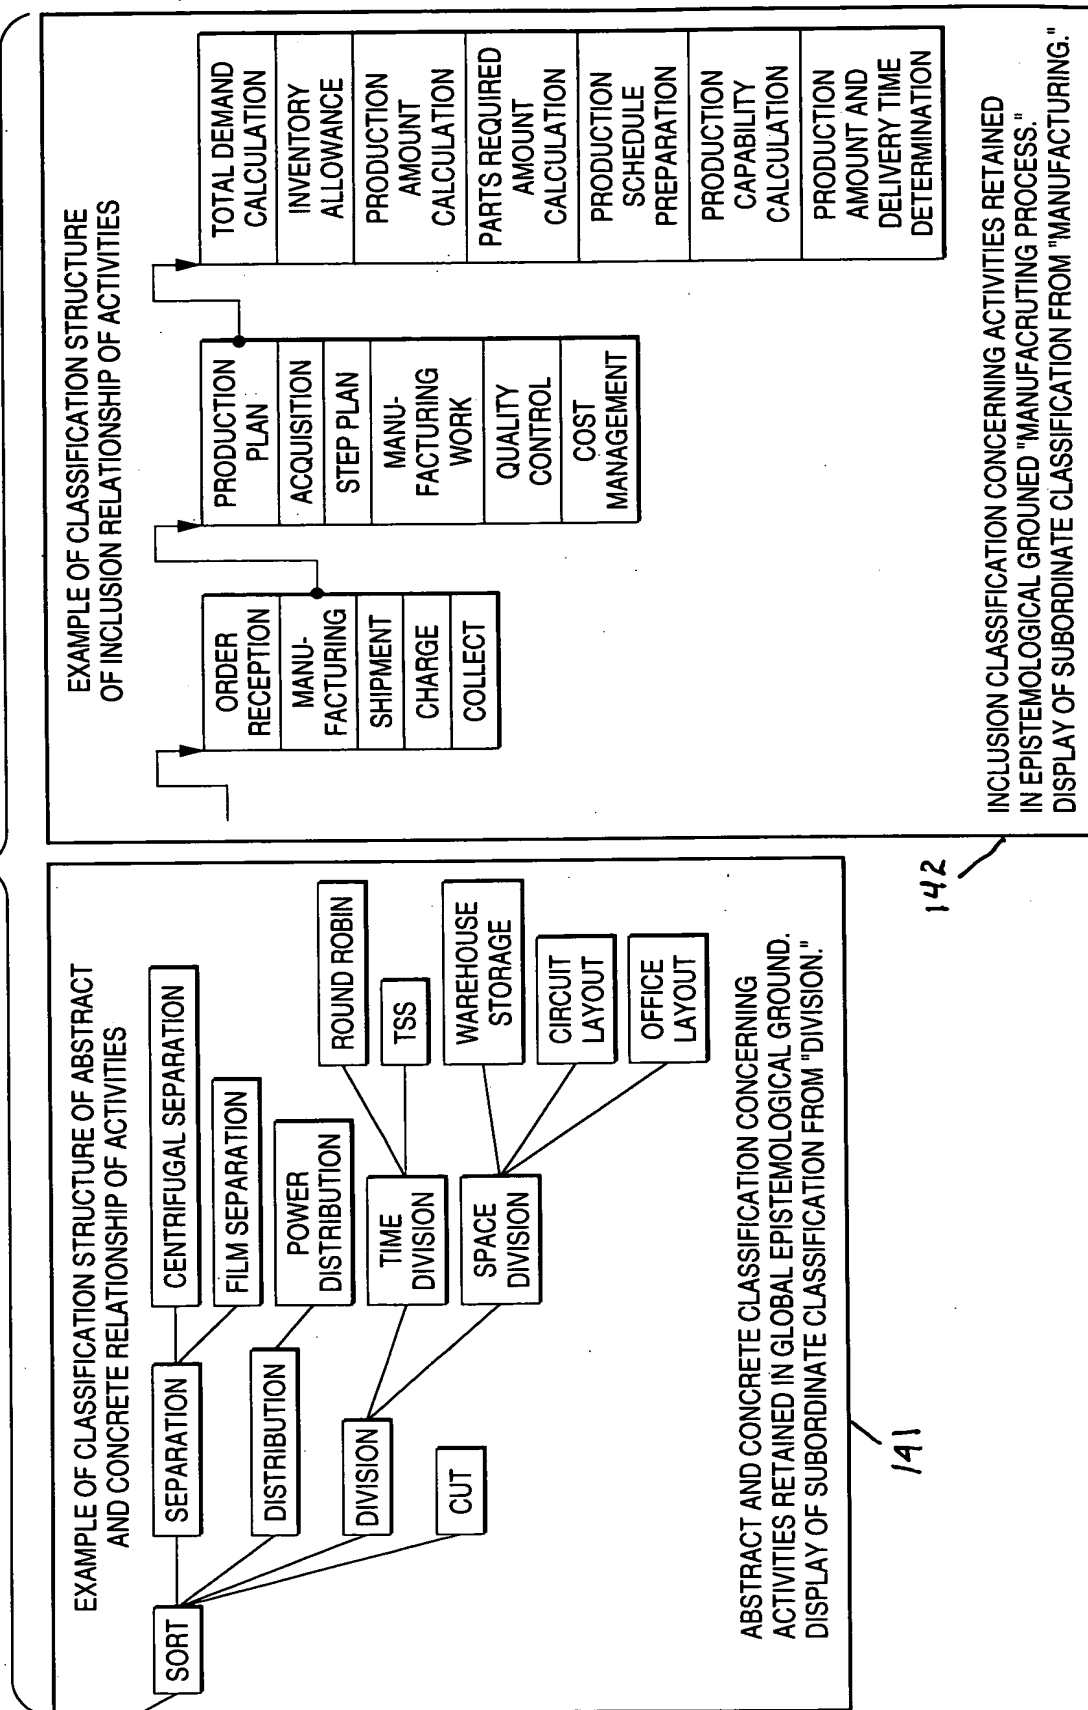 EXAMPLE OF CLASSIFICATION STRUCTURE OF ABSTRACT
AND CONCRETE RELATIONSHIP OF ACTIVITIES
SORT
SEPARATION
DISTRIBUTION
DIVISION
CUT
CENTRIFUGAL SEPARATION
FILM SEPARATION
POWER
DISTRIBUTION
TIME
DIVISION
SPACE
DIVISION
ROUND ROBIN
TSS
WAREHOUSE
STORAGE
CIRCUIT
LAYOUT
OFFICE
LAYOUT
ABSTRACT AND CONCRETE CLASSIFICATION CONCERNING
ACTIVITIES RETAINED IN GLOBAL EPISTEMOLOGICAL GROUND.
DISPLAY OF SUBORDINATE CLASSIFICATION FROM "DIVISION."
141
EXAMPLE OF CLASSIFICATION STRUCTURE
OF INCLUSION RELATIONSHIP OF ACTIVITIES
ORDER
RECEPTION
MANU-
FACTURING
SHIPMENT
CHARGE
COLLECT
PRODUCTION
PLAN
ACQUISITION
STEP PLAN
MANU-
FACTURING
WORK
QUALITY
CONTROL
COST
MANAGEMENT
TOTAL DEMAND
CALCULATION
INVENTORY
ALLOWANCE
PRODUCTION
AMOUNT
CALCULATION
PARTS REQUIRED
AMOUNT
CALCULATION
PRODUCTION
SCHEDULE
PREPARATION
PRODUCTION
CAPABILITY
CALCULATION
PRODUCTION
AMOUNT AND
DELIVERY TIME
DETERMINATION
INCLUSION CLASSIFICATION CONCERNING ACTIVITIES RETAINED
IN EPISTEMOLOGICAL GROUNED "MANUFACRUTING PROCESS."
DISPLAY OF SUBORDINATE CLASSIFICATION FROM "MANUFACTURING."
142